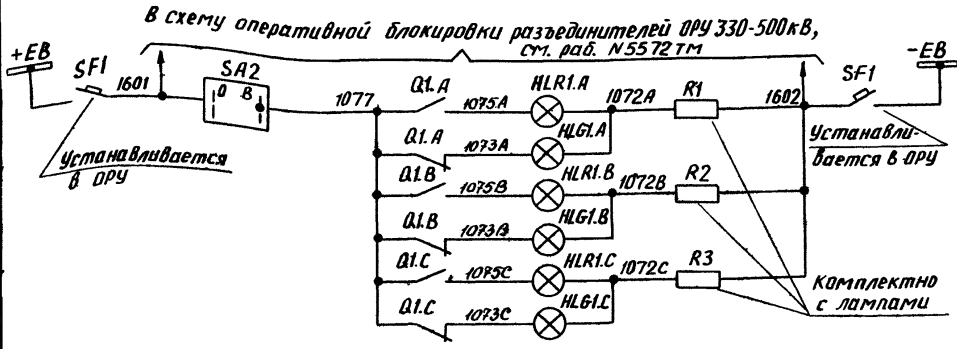 В схему оперативной блокировки разъединителей ОРУ 330-500кВ,
см. раб. N5572тм
+ЕВ
SF1
1601
SA2
О В
1077
Q1.A
1075A
HLR1.A
1072A
R1
1602
SF1
-ЕВ
Устанавливается
в ОРУ
Q1.A
1073A
HLG1.A
Устанавли-
вается в ОРУ
Q1.B
1075B
HLR1.B
1072B
R2
Q1.B
1073B
HLG1.B
Q1.C
1075C
HLR1.C
1072C
R3
Q1.C
1073C
HLG1.C
Комплектно
с лампами